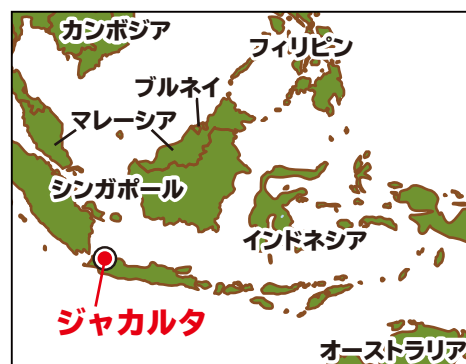 カンボジア
フィリピン
ブルネイ
マレーシア
シンガポール
インドネシア
ジャカルタ
オーストラリア